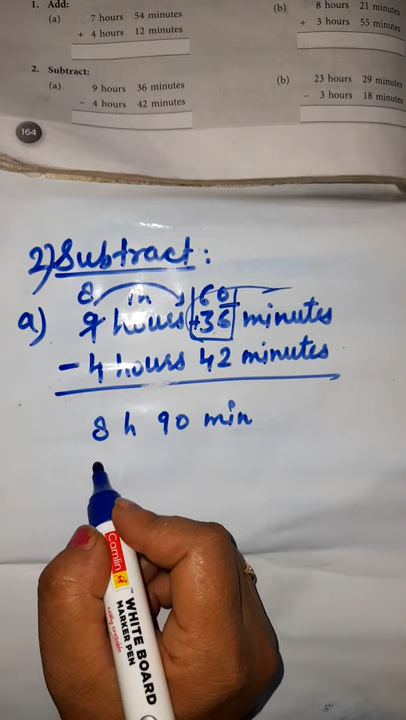 1. Add:
(a) 7 hours 54 minutes
+ 4 hours 12 minutes
(b) 8 hours 21 minutes
+ 3 hours 55 minutes
2. Subtract:
(a) 9 hours 36 minutes
− 4 hours 42 minutes
(b) 23 hours 29 minutes
− 3 hours 18 minutes
164
2) Subtract:
8 1h 60
a) 9 hours +36 minutes
- 4 hours 42 minutes
8 h 90 min
Camlin
WHITE BOARD
MARKER PEN